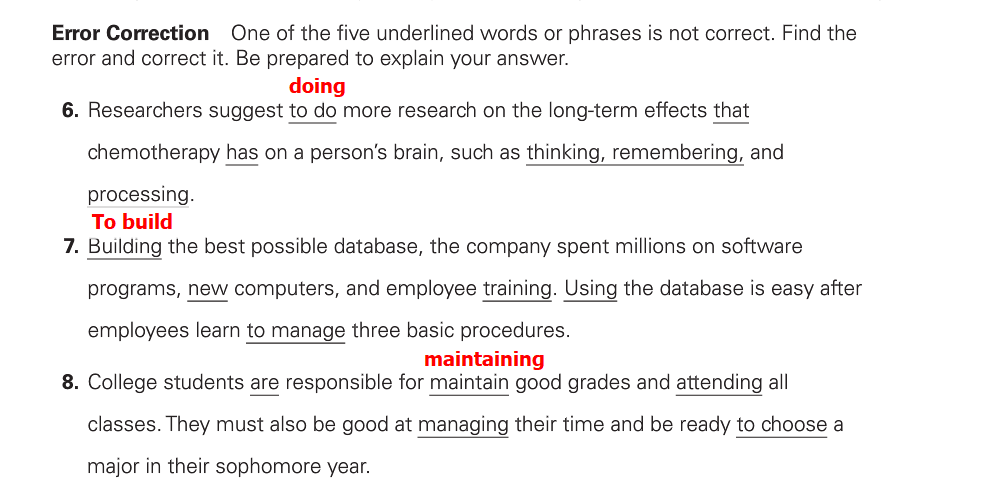 Error Correction One of the five underlined words or phrases is not correct. Find the
error and correct it. Be prepared to explain your answer.
doing
6. Researchers suggest to do more research on the long-term effects that
chemotherapy has on a person's brain, such as thinking, remembering, and
processing.
To build
7. Building the best possible database, the company spent millions on software
programs, new computers, and employee training. Using the database is easy after
employees learn to manage three basic procedures.
maintaining
8. College students are responsible for maintain good grades and attending all
classes. They must also be good at managing their time and be ready to choose a
major in their sophomore year.